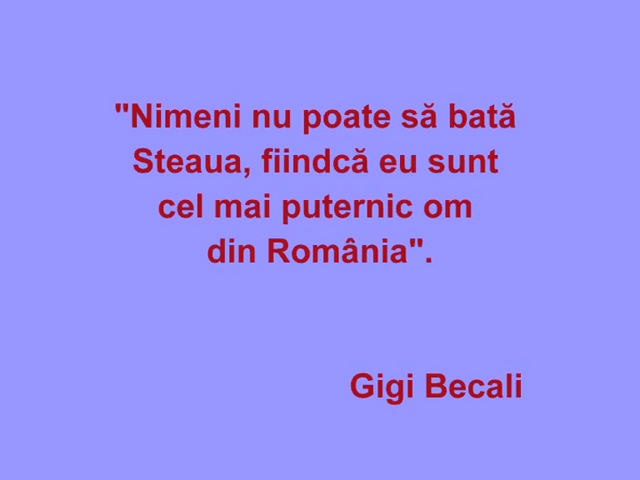 "Nimeni nu poate să bată
Steaua, fiindcă eu sunt
cel mai puternic om
din România".
Gigi Becali